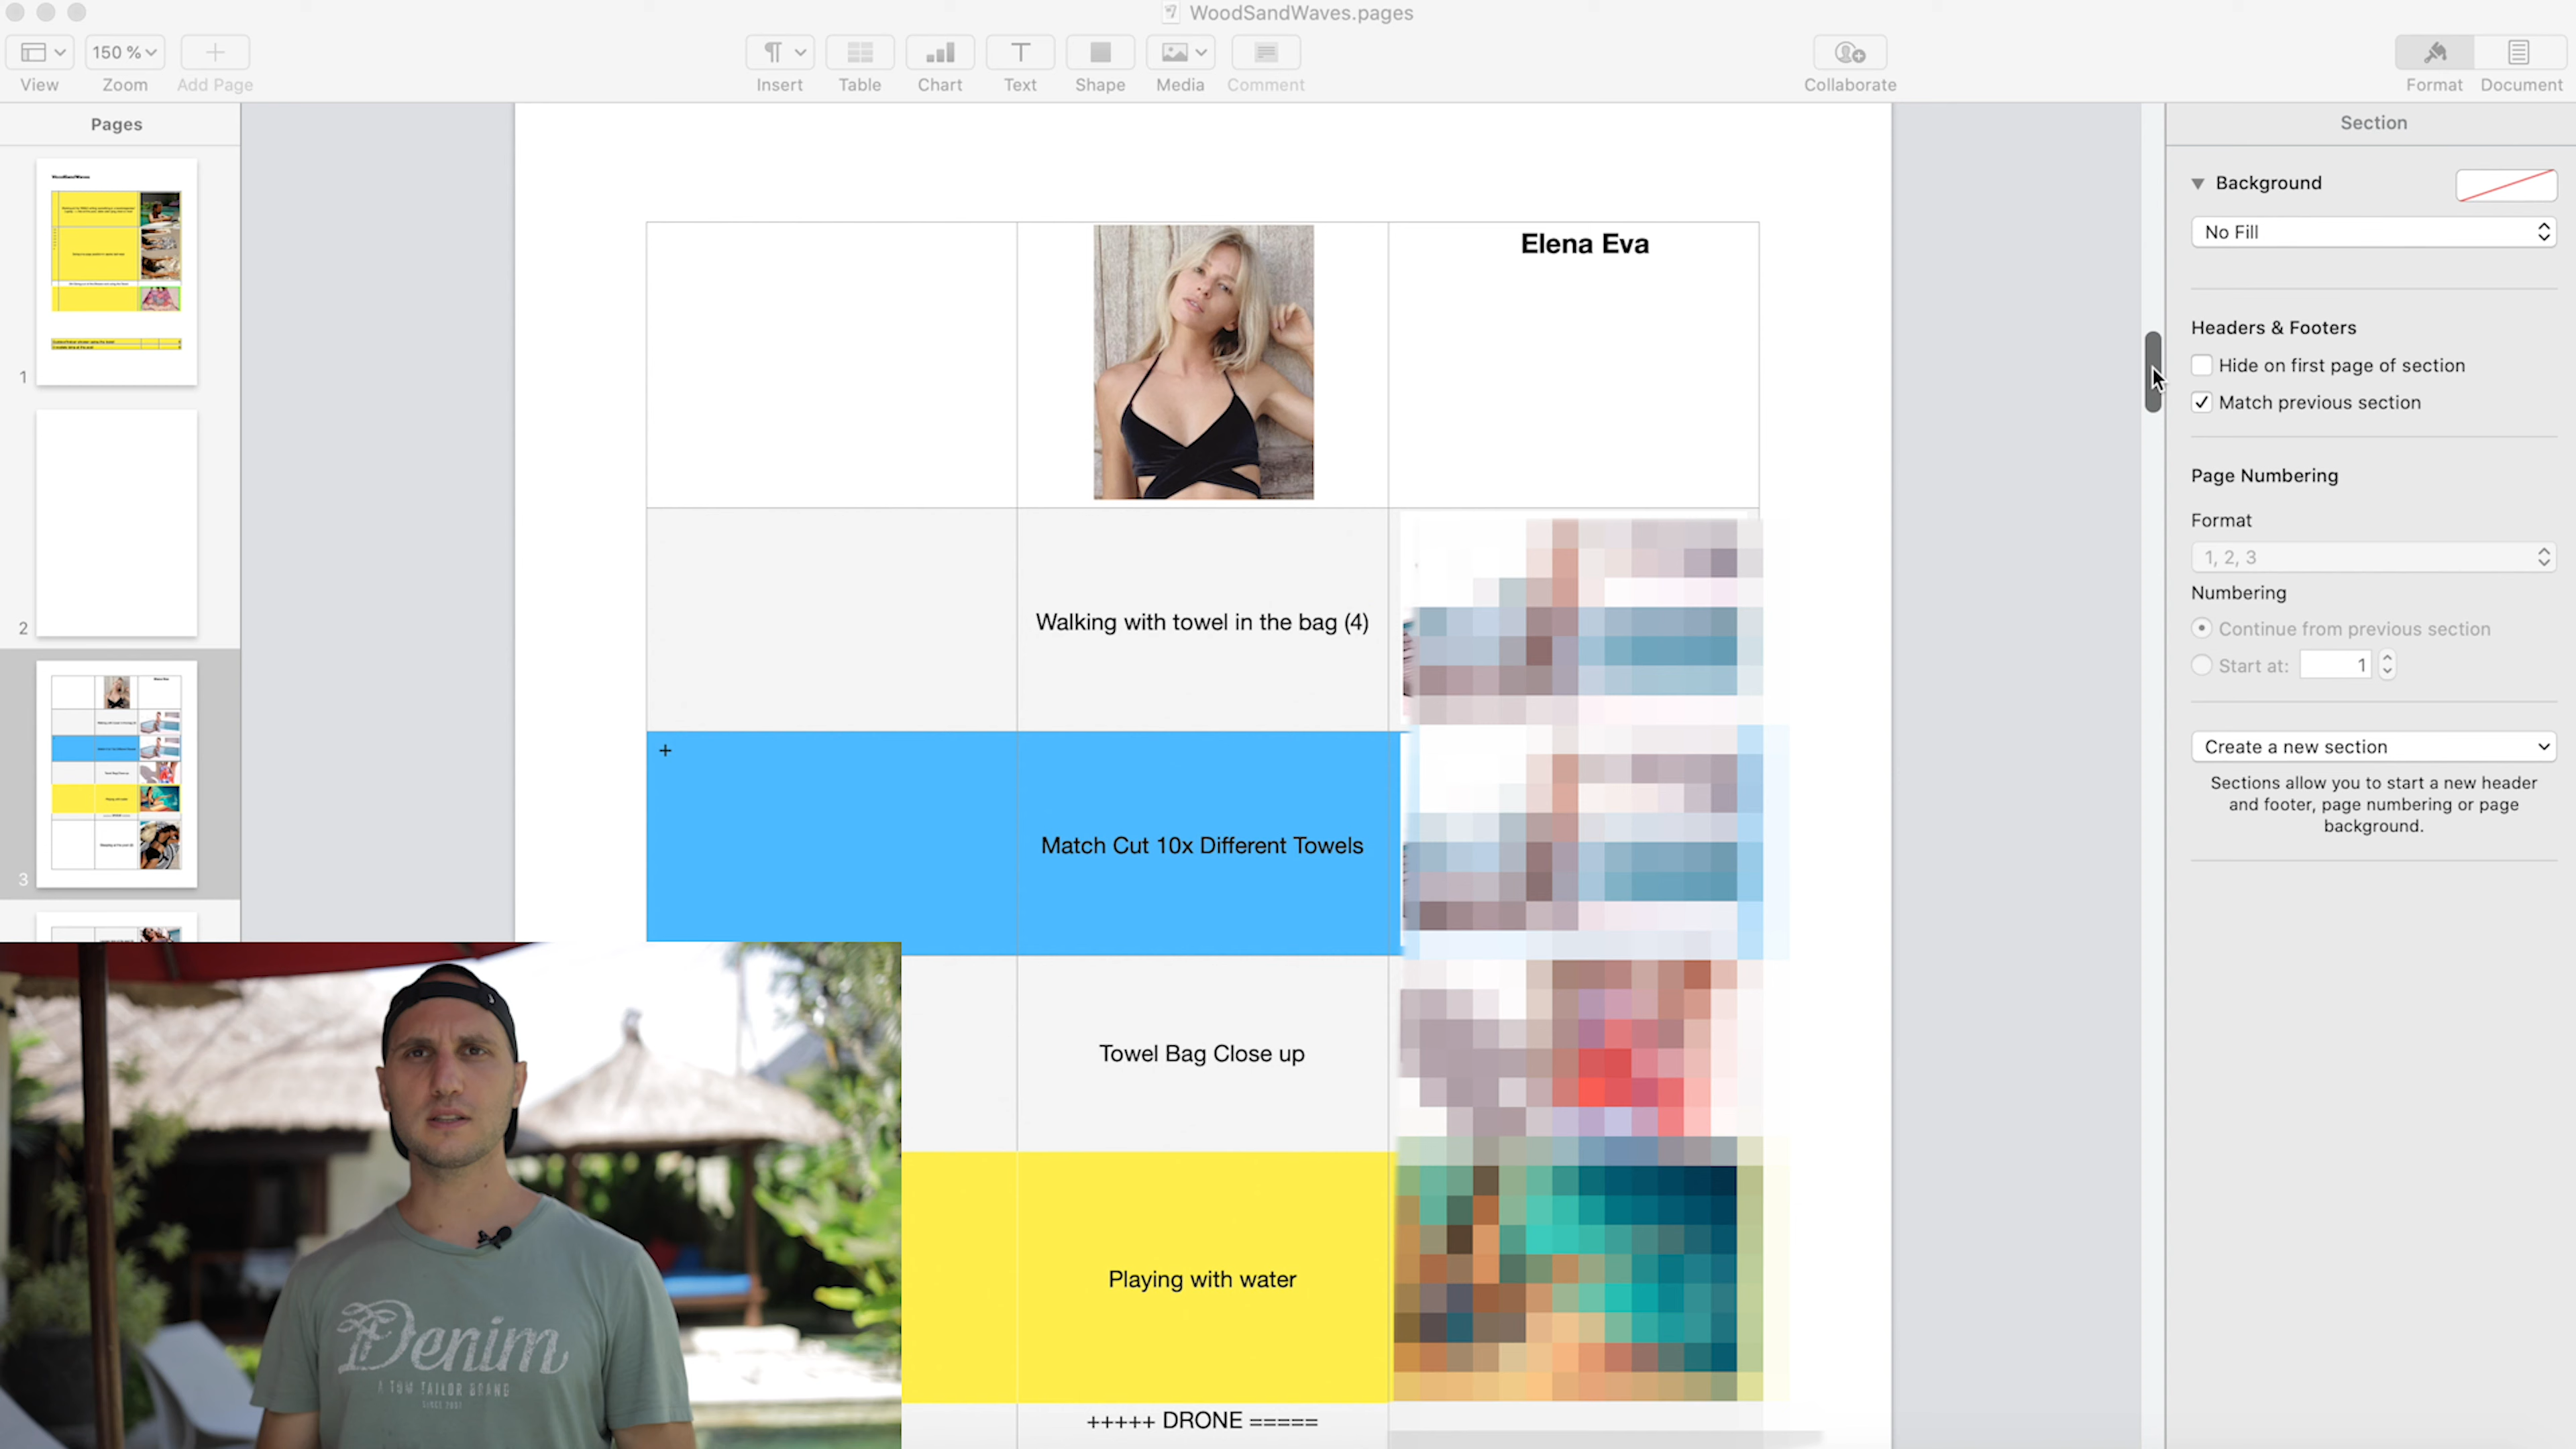 WoodSandWaves.pages
150 %
View
Zoom
Add Page
Insert
Table
Chart
Text
Shape
Media
Comment
Collaborate
Format
Document
Pages
1
2
3
Elena Eva
Walking with towel in the bag (4)
+
Match Cut 10x Different Towels
Towel Bag Close up
Playing with water
+++++ DRONE =====
Section
Background
No Fill
Headers & Footers
Hide on first page of section
Match previous section
Page Numbering
Format
1, 2, 3
Numbering
Continue from previous section
Start at: 1
Create a new section
Sections allow you to start a new header
and footer, page numbering or page
background.
Denim
A TOM TAILOR BRAND